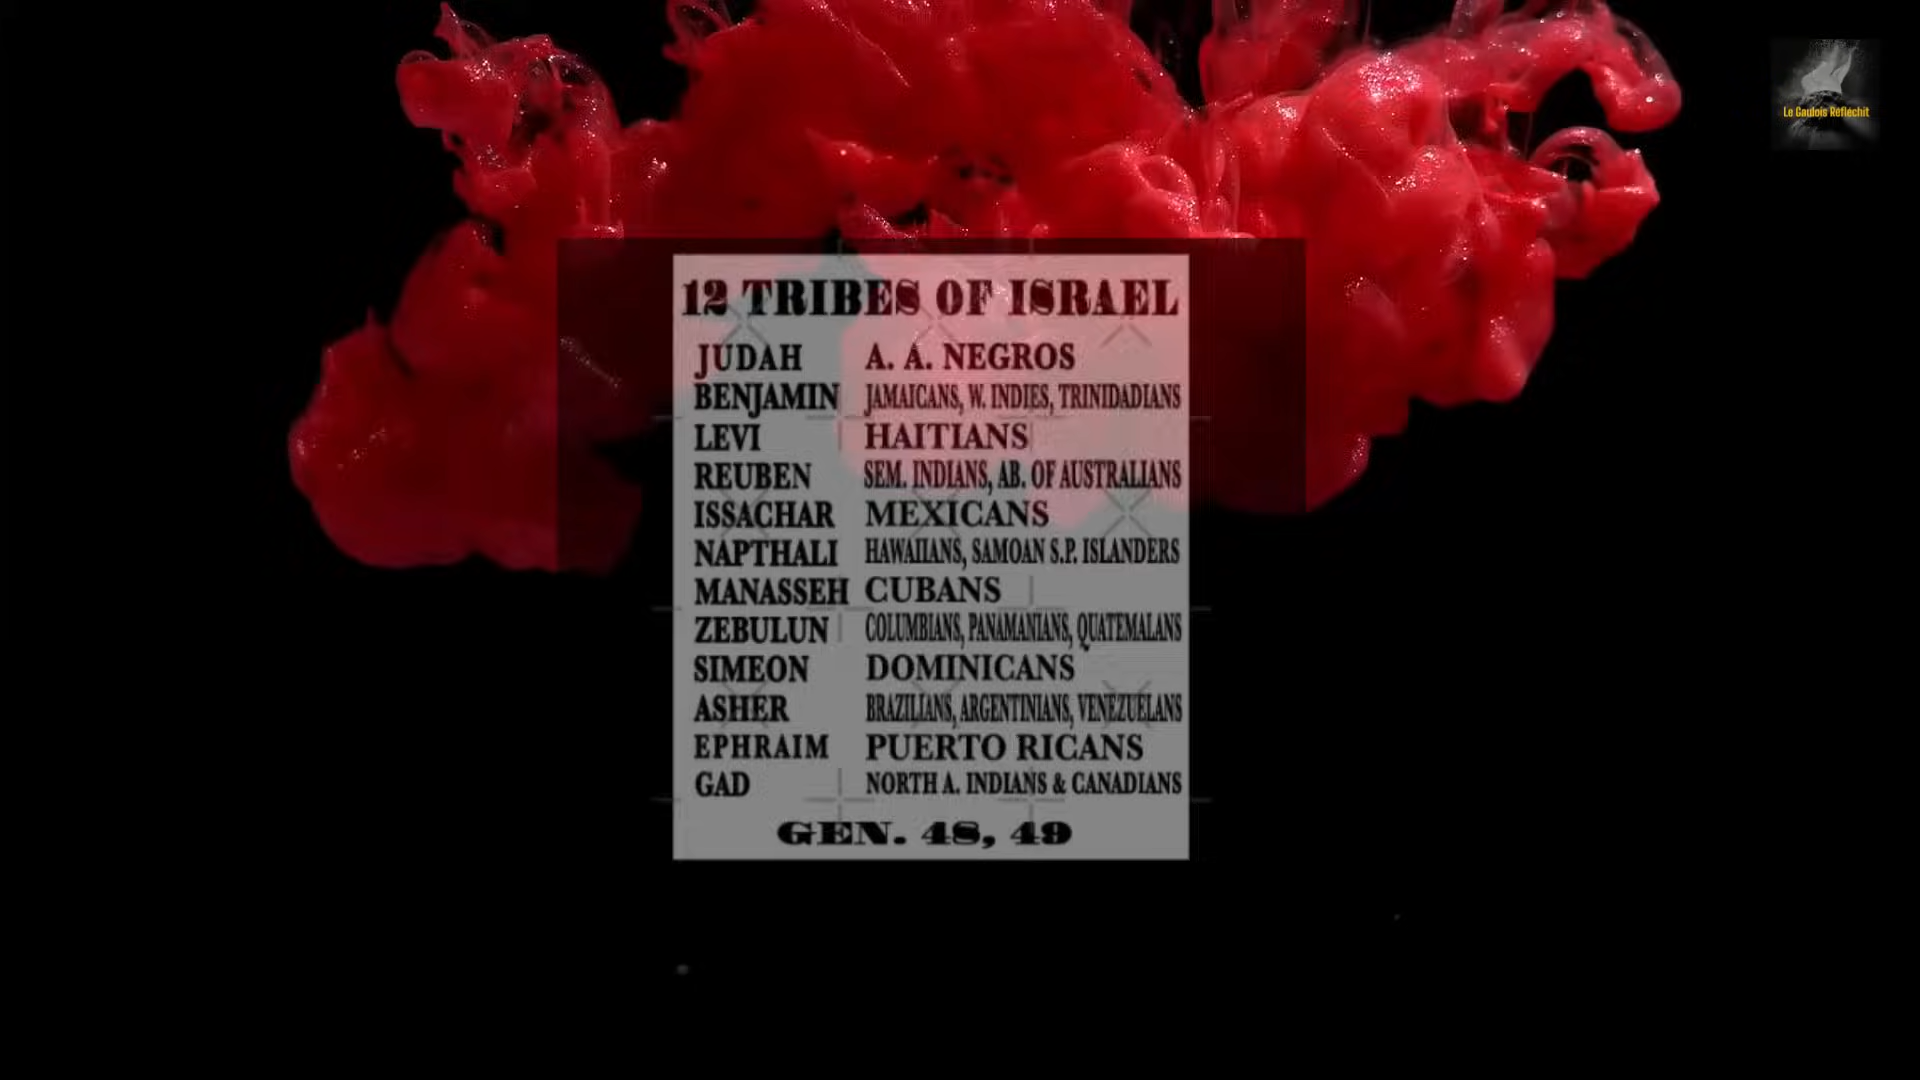 Le Gaulois Réfléchit
12 TRIBES OF ISRAEL
JUDAH A. A. NEGROS
BENJAMIN JAMAICANS, W. INDIES, TRINIDADIANS
LEVI HAITIANS
REUBEN SEM. INDIANS, AB. OF AUSTRALIANS
ISSACHAR MEXICANS
NAPTHALI HAWAIIANS, SAMOAN S.P. ISLANDERS
MANASSEH CUBANS
ZEBULUN COLUMBIANS, PANAMANIANS, QUATEMALANS
SIMEON DOMINICANS
ASHER BRAZILIANS, ARGENTINIANS, VENEZUELANS
EPHRAIM PUERTO RICANS
GAD NORTH A. INDIANS & CANADIANS
GEN. 48, 49